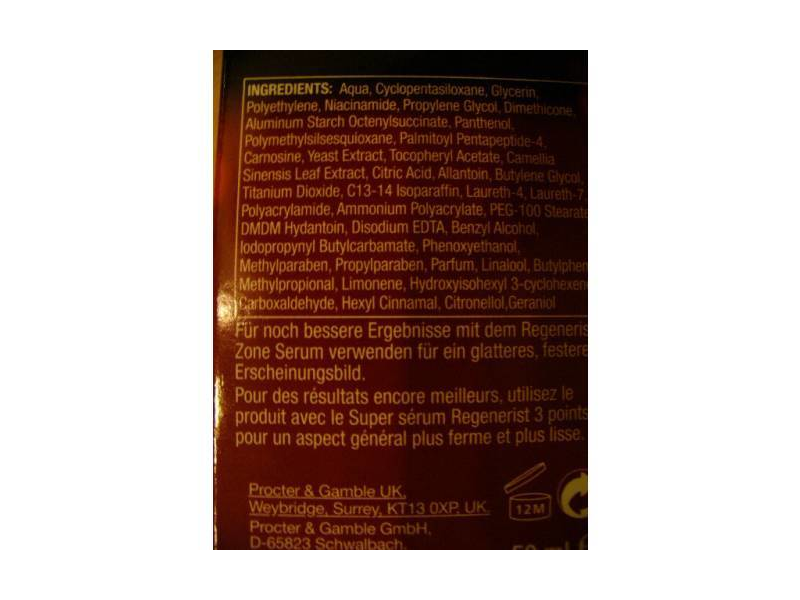 INGREDIENTS: Aqua, Cyclopentasiloxane, Glycerin,
Polyethylene, Niacinamide, Propylene Glycol, Dimethicone,
Aluminum Starch Octenylsuccinate, Panthenol,
Polymethylsilsesquioxane, Palmitoyl Pentapeptide-4,
Carnosine, Yeast Extract, Tocopheryl Acetate, Camellia
Sinensis Leaf Extract, Citric Acid, Allantoin, Butylene Glycol,
Titanium Dioxide, C13-14 Isoparaffin, Laureth-4, Laureth-7,
Polyacrylamide, Ammonium Polyacrylate, PEG-100 Stearate
DMDM Hydantoin, Disodium EDTA, Benzyl Alcohol,
Iodopropynyl Butylcarbamate, Phenoxyethanol,
Methylparaben, Propylparaben, Parfum, Linalool, Butylphen
Methylpropional, Limonene, Hydroxyisohexyl 3-cyclohexene
Carboxaldehyde, Hexyl Cinnamal, Citronellol,Geraniol
Für noch bessere Ergebnisse mit dem Regeneris
Zone Serum verwenden für ein glatteres, festere
Erscheinungsbild.
Pour des résultats encore meilleurs, utilisez le
produit avec le Super sérum Regenerist 3 points
pour un aspect général plus ferme et plus lisse.
Procter & Gamble UK,
Weybridge, Surrey, KT13 0XP, UK.
12M
Procter & Gamble GmbH,
D-65823 Schwalbach.
50 ml